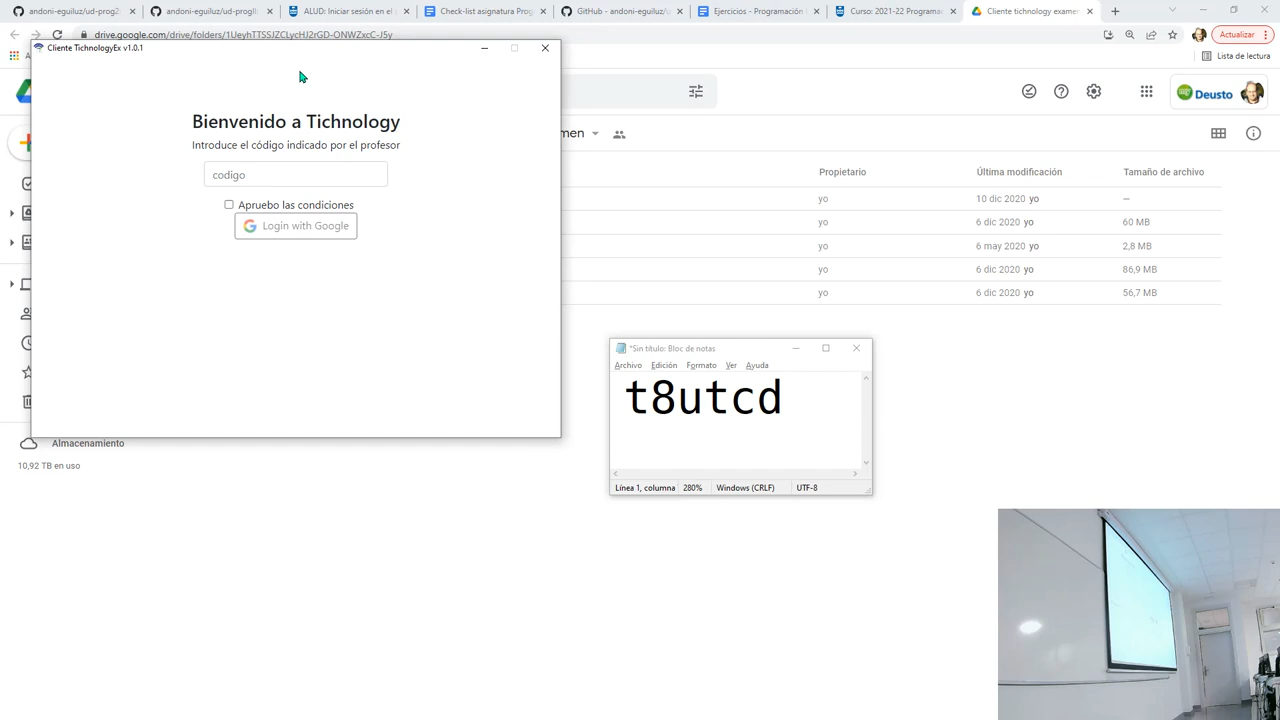 andoni-eguiluz/ud-prog2
andoni-eguiluz/ud-progII
ALUD: Iniciar sesión en el s
Check-list asignatura Prog
GitHub - andoni-eguiluz/u
Ejercicios - Programación I
Curso: 2021-22 Programac
Cliente tichnology examen
drive.google.com/drive/folders/1UeyhTTSSJZCLycHJ2rGD-ONWZxcC-J5y
Actualizar
Lista de lectura
Cliente TichnologyEx v1.0.1
Deusto
men
Bienvenido a Tichnology
Introduce el código indicado por el profesor
codigo
Apruebo las condiciones
Login with Google
Propietario Última modificación Tamaño de archivo
yo 10 dic 2020 yo —
yo 6 dic 2020 yo 60 MB
yo 6 may 2020 yo 2,8 MB
yo 6 dic 2020 yo 86,9 MB
yo 6 dic 2020 yo 56,7 MB
*Sin título: Bloc de notas
Archivo Edición Formato Ver Ayuda
t8utcd
Línea 1, columna 280% Windows (CRLF) UTF-8
Almacenamiento
10,92 TB en uso